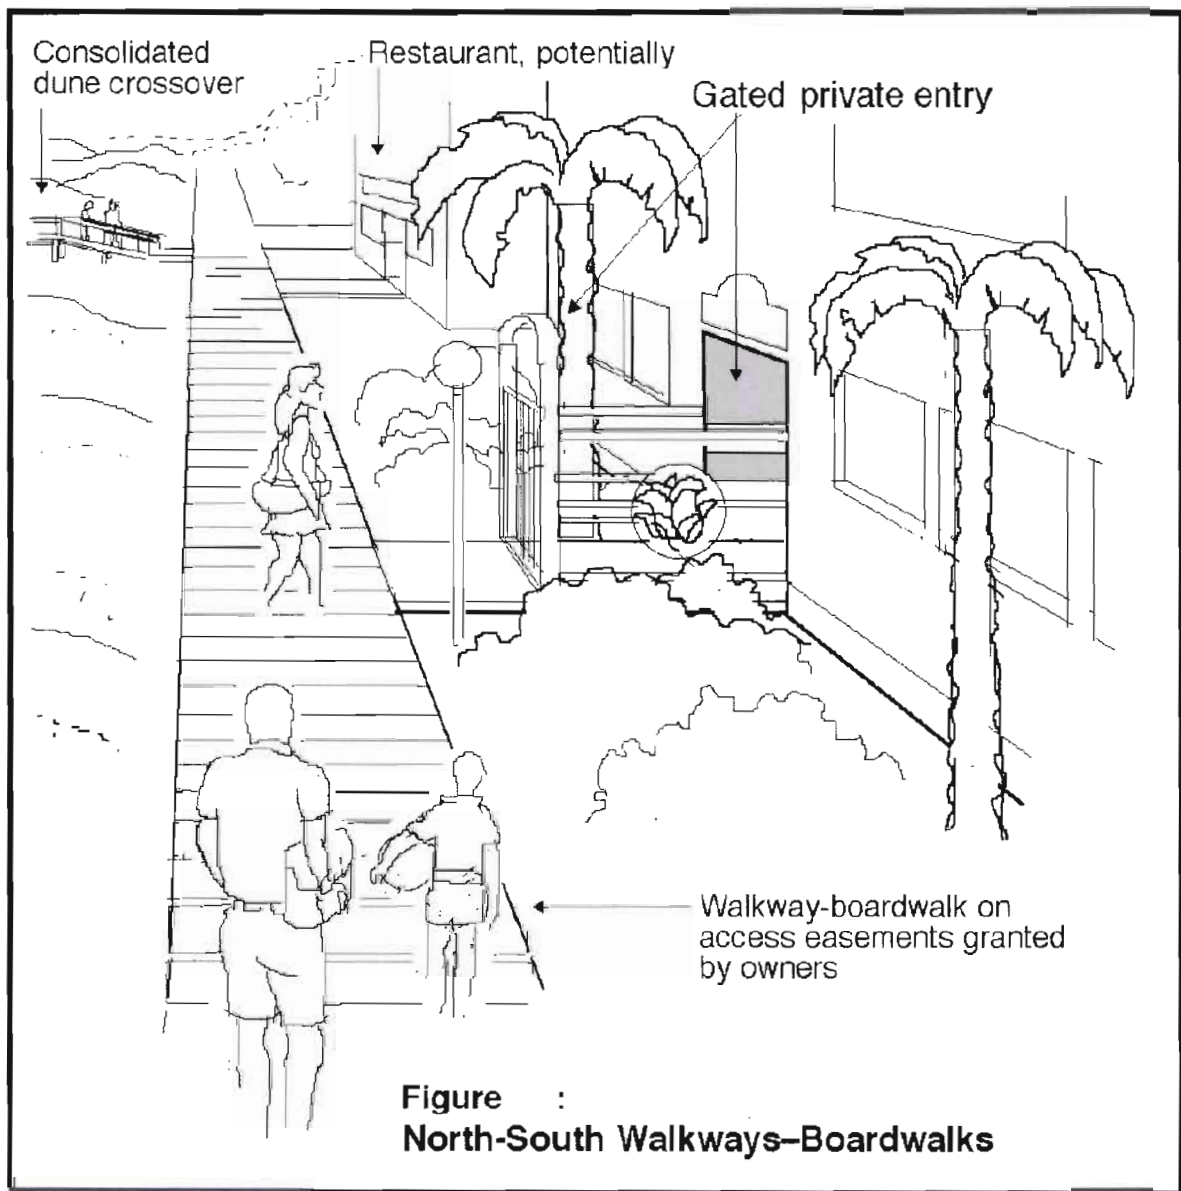 Consolidated
dune crossover
Restaurant, potentially
Gated private entry
Walkway-boardwalk on
access easements granted
by owners
Figure :
North-South Walkways–Boardwalks